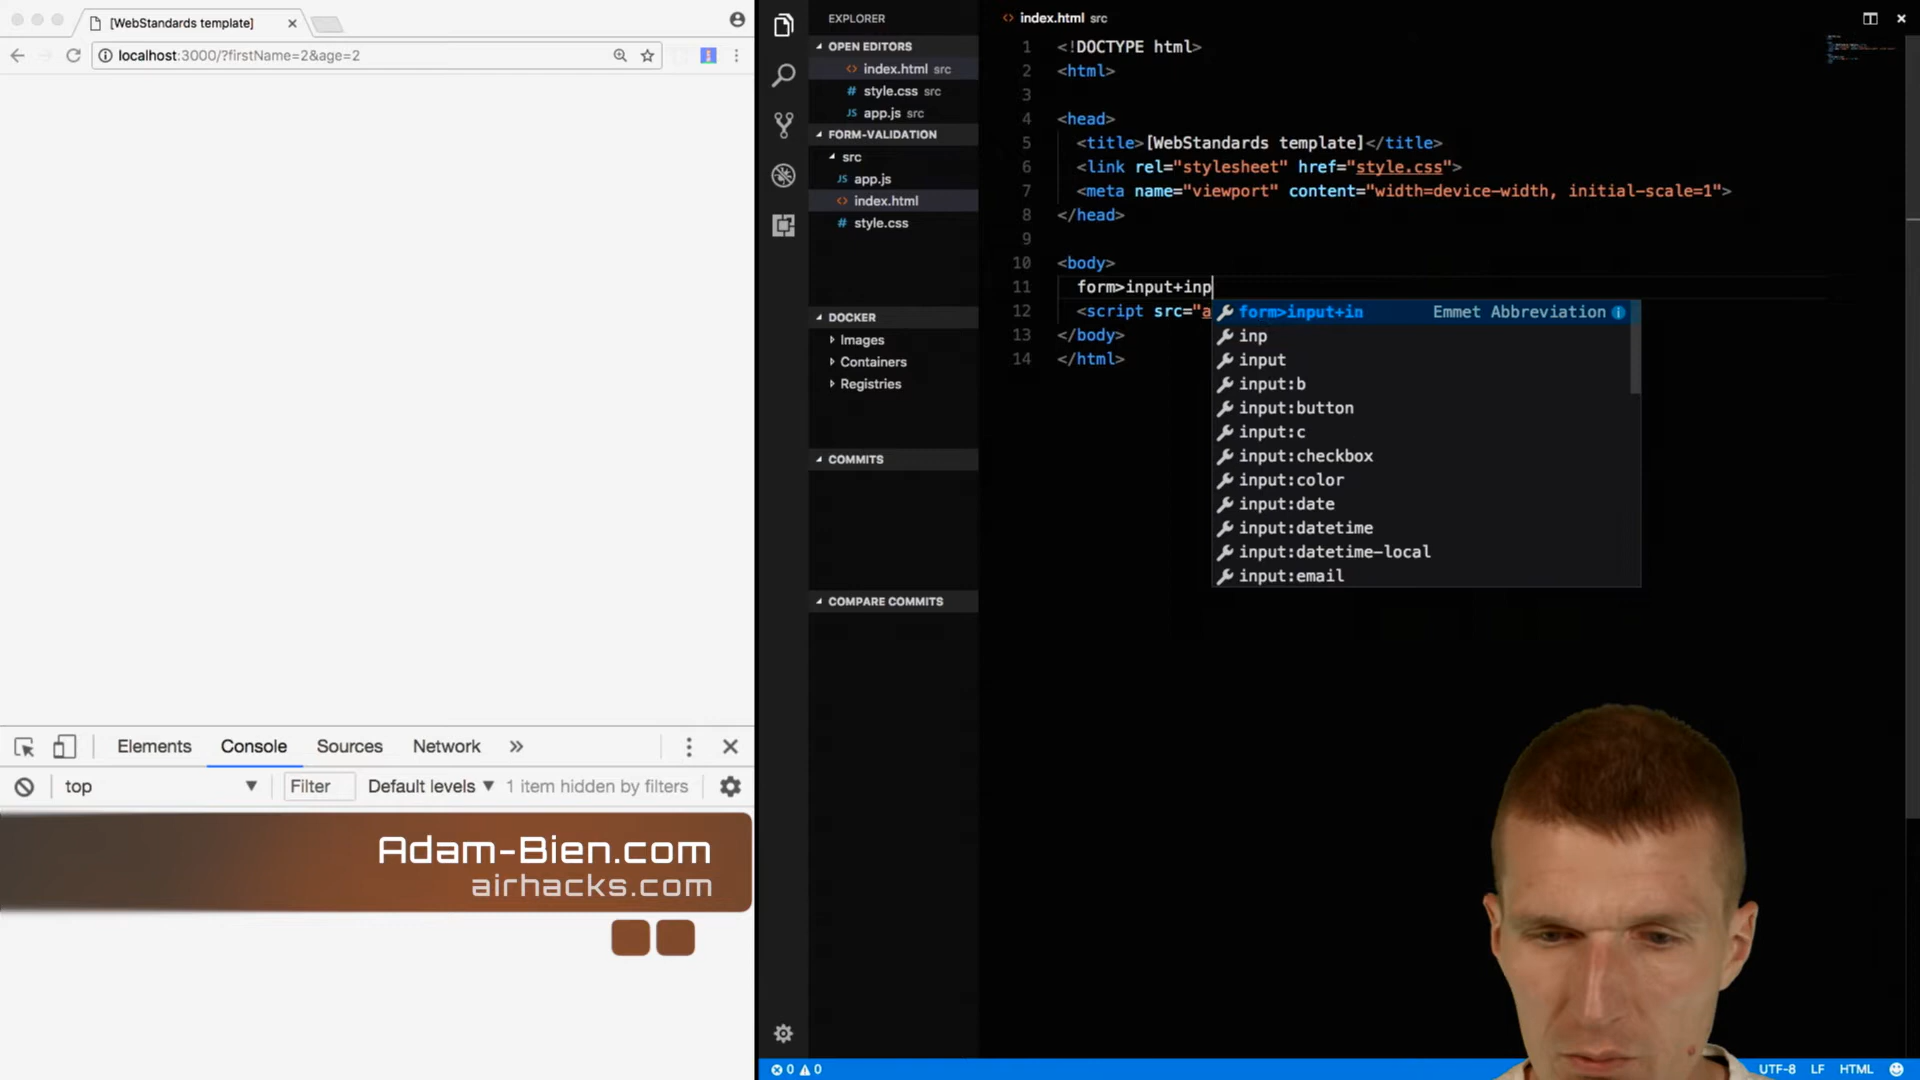 [WebStandards template]
localhost:3000/?firstName=2&age=2
Elements
Console
Sources
Network
»
top
Filter
Default levels
1 item hidden by filters
Adam-Bien.com
airhacks.com
EXPLORER
OPEN EDITORS
index.html src
style.css src
app.js src
FORM-VALIDATION
src
app.js
index.html
style.css
DOCKER
Images
Containers
Registries
COMMITS
COMPARE COMMITS
index.html src
1 <!DOCTYPE html>
2 <html>
3
4 <head>
5 <title>[WebStandards template]</title>
6 <link rel="stylesheet" href="style.css">
7 <meta name="viewport" content="width=device-width, initial-scale=1">
8 </head>
9
10 <body>
11 form>input+inp
12 <script src="a
13 </body>
14 </html>
form>input+in Emmet Abbreviation
inp
input
input:b
input:button
input:c
input:checkbox
input:color
input:date
input:datetime
input:datetime-local
input:email
0 0
UTF-8 LF HTML